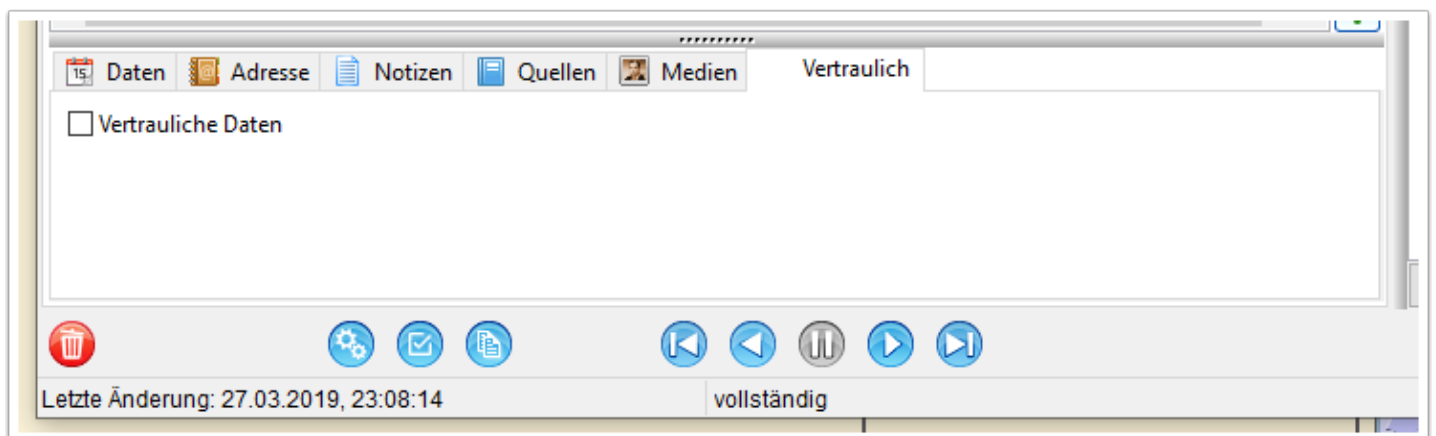 Daten Adresse Notizen Quellen Medien Vertraulich
Vertrauliche Daten
Letzte Änderung: 27.03.2019, 23:08:14 vollständig